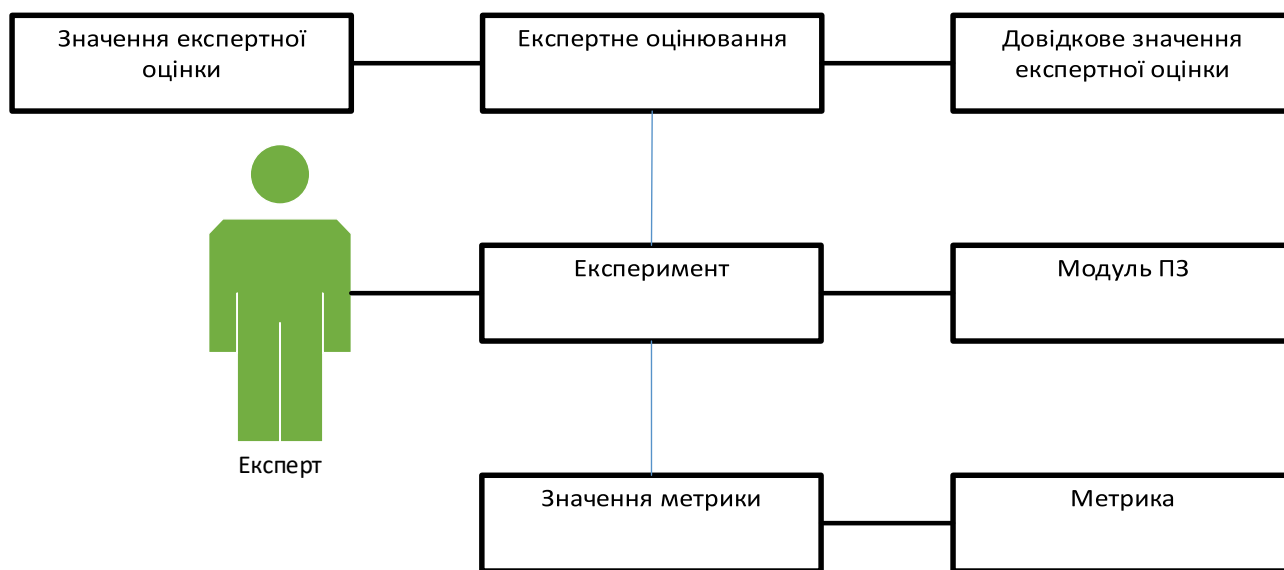 Значення експертної
оцінки
Експертне оцінювання
Довідкове значення
експертної оцінки
Експеримент
Модуль ПЗ
Експерт
Значення метрики
Метрика